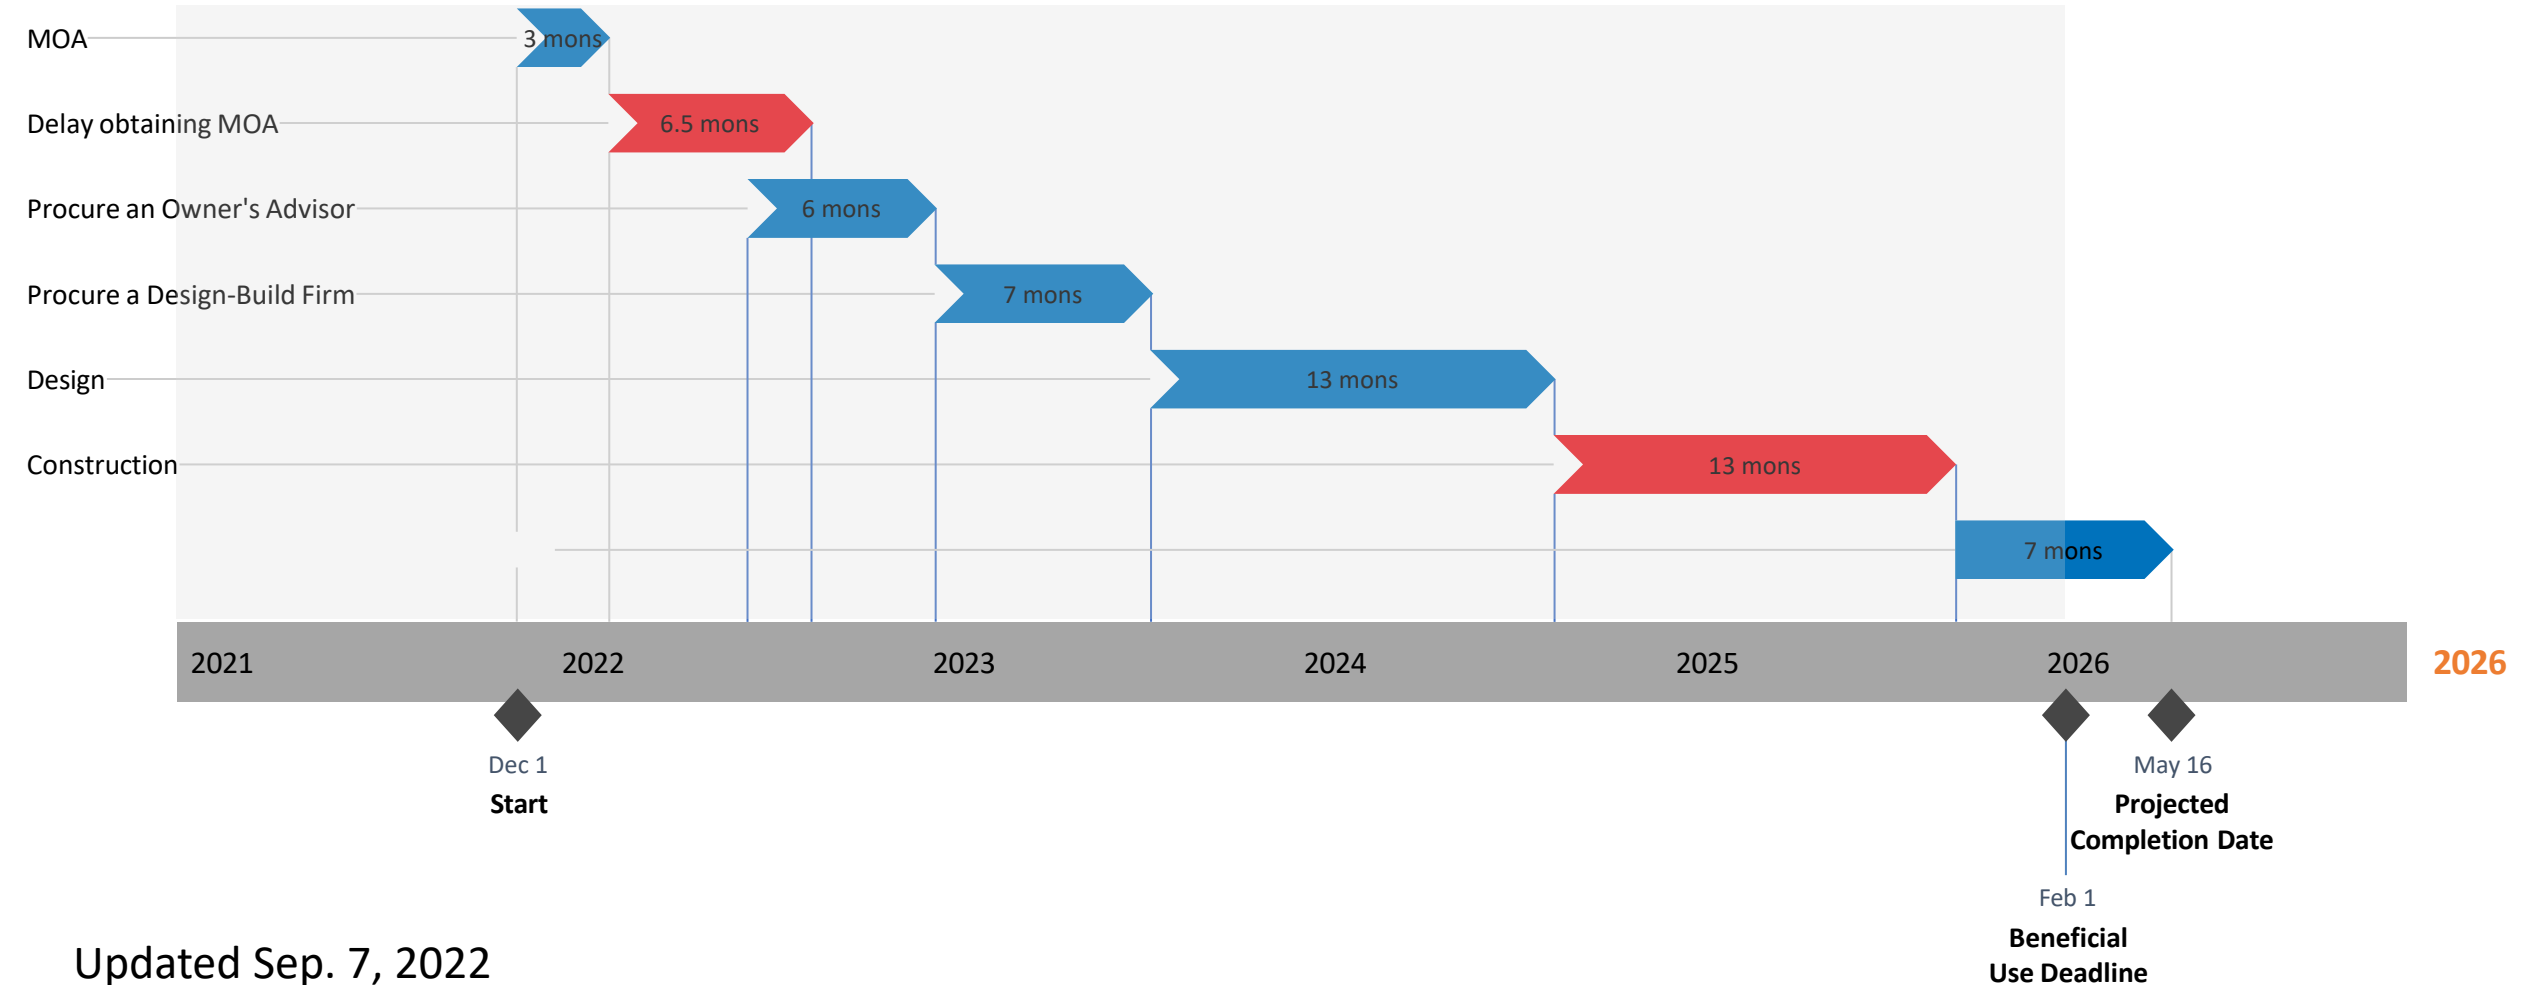 MOA
3 mons
Delay obtaining MOA
6.5 mons
Procure an Owner's Advisor
6 mons
Procure a Design-Build Firm
7 mons
Design
13 mons
Construction
13 mons
7 mons
2021 2022 2023 2024 2025 2026 2026
Dec 1
Start
May 16
Projected
Completion Date
Feb 1
Beneficial
Use Deadline
Updated Sep. 7, 2022